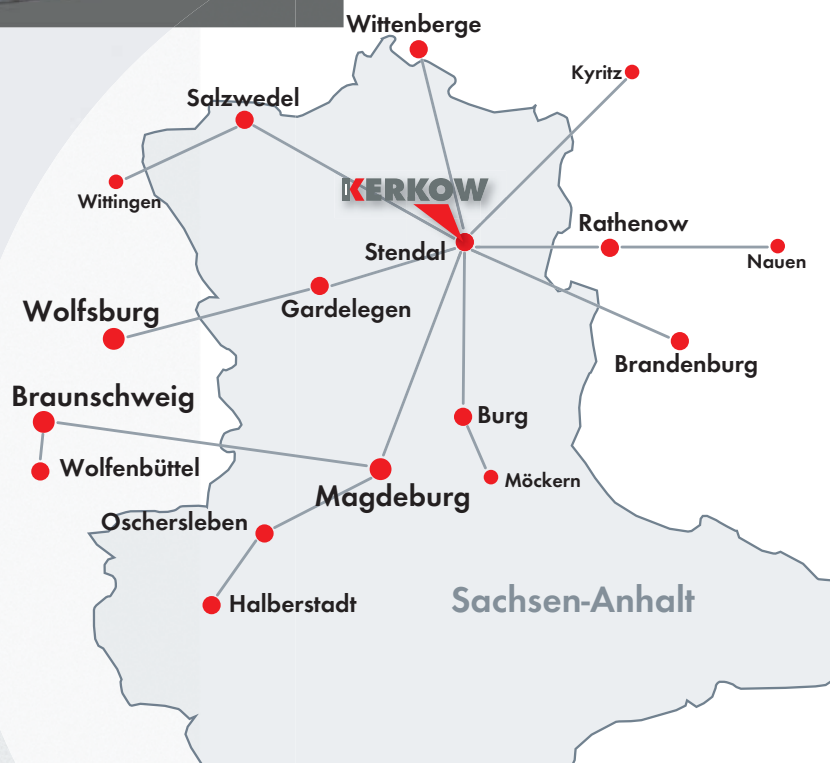 Wittenberge
Kyritz
Salzwedel
KERKOW
Wittingen
Rathenow
Stendal
Nauen
Wolfsburg
Gardelegen
Brandenburg
Braunschweig
Burg
Wolfenbüttel
Möckern
Magdeburg
Oschersleben
Sachsen-Anhalt
Halberstadt